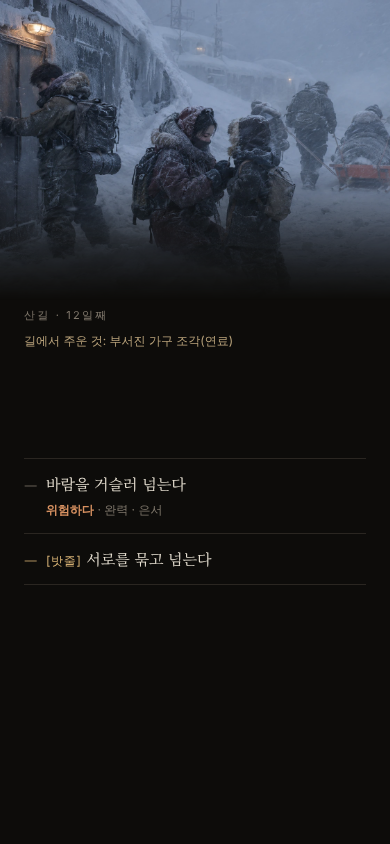 산길 · 12일째
길에서 주운 것: 부서진 가구 조각(연료)
— 바람을 거슬러 넘는다
위험하다 · 완력 · 은서
— [밧줄] 서로를 묶고 넘는다